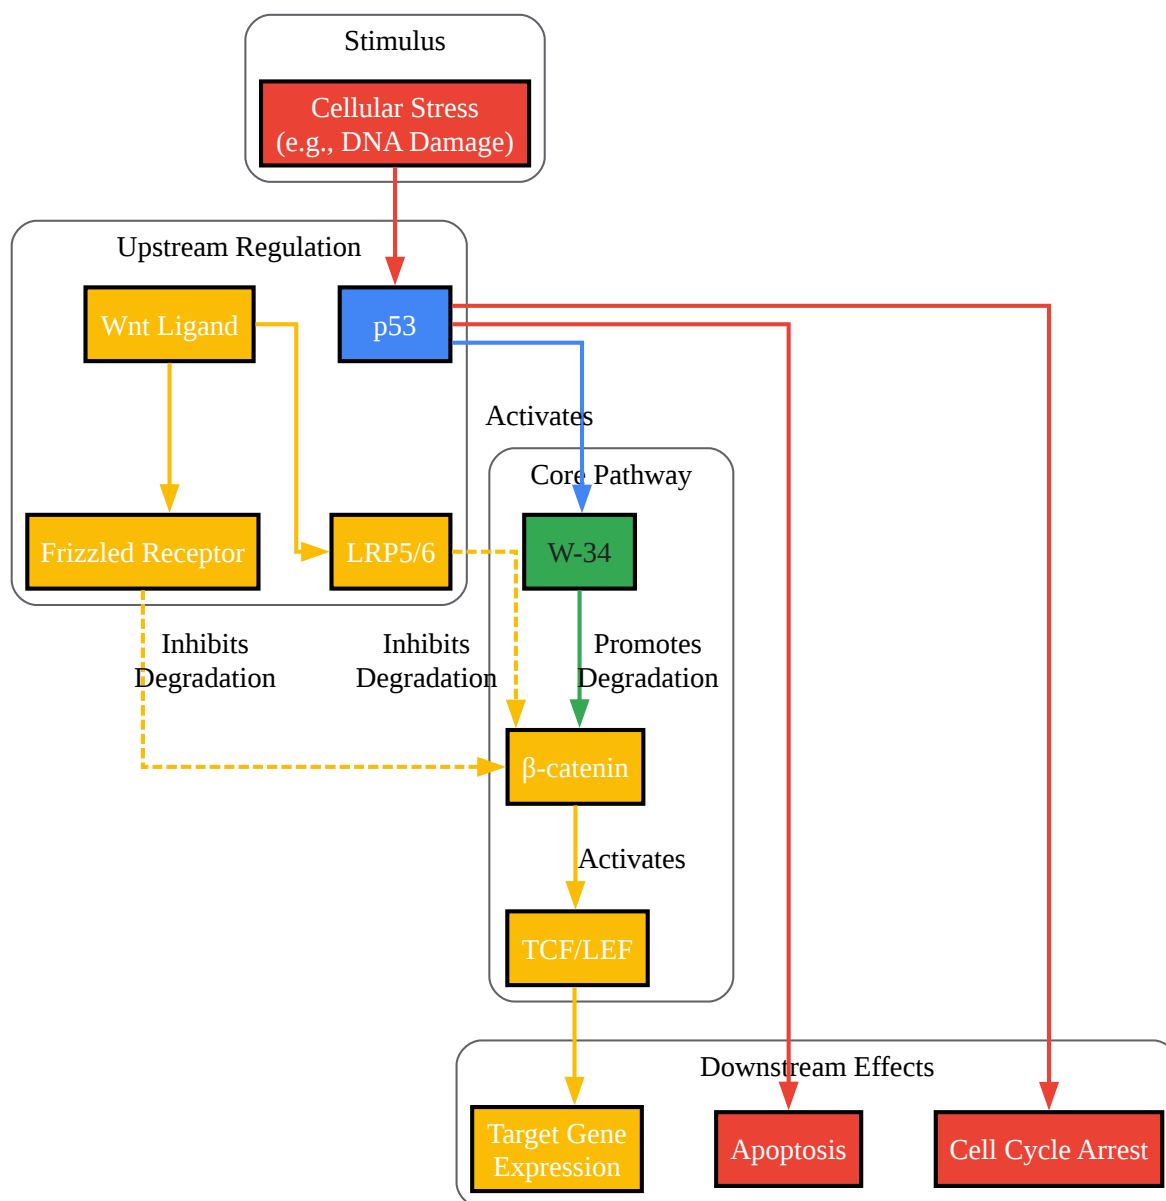 Stimulus
Cellular Stress
(e.g., DNA Damage)
Upstream Regulation
Wnt Ligand
p53
Activates
Core Pathway
Frizzled Receptor
LRP5/6
W-34
Inhibits
Degradation
Inhibits
Degradation
Promotes
Degradation
β-catenin
Activates
TCF/LEF
Downstream Effects
Target Gene
Expression
Apoptosis
Cell Cycle Arrest